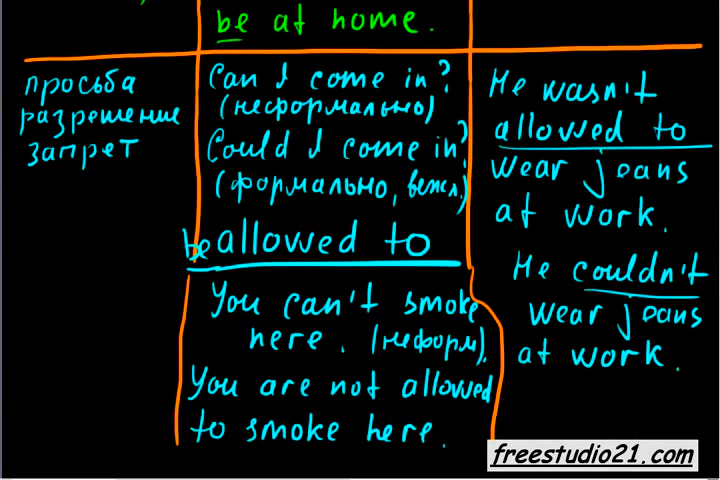 be at home.
просьба
разрешение
запрет
Can I come in?
(неформально)
Could I come in?
(формально, вежл.)
be allowed to
You can't smoke
here. (неформ).
You are not allowed
to smoke here.
He wasn't
allowed to
wear jeans
at work.
He couldn't
wear jeans
at work.
freestudio21.com